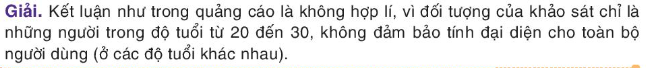 Giải. Kết luận như trong quảng cáo là không hợp lí, vì đối tượng của khảo sát chỉ là
những người trong độ tuổi từ 20 đến 30, không đảm bảo tính đại diện cho toàn bộ
người dùng (ở các độ tuổi khác nhau).